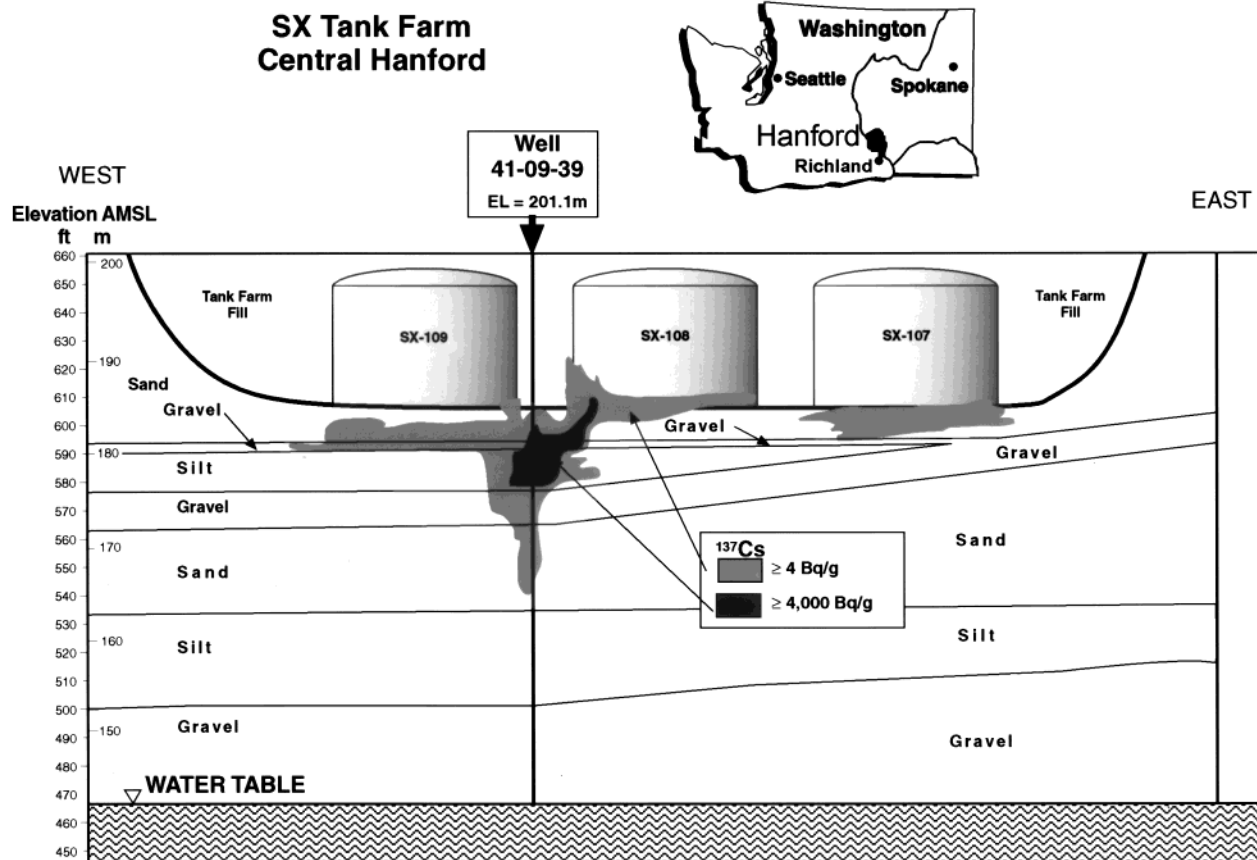 SX Tank Farm
Central Hanford
Washington
Seattle
Spokane
Hanford
Richland
Well
41-09-39
EL = 201.1m
WEST
EAST
Elevation AMSL
ft m
660
650
640
630
620
610
600
590
580
570
560
550
540
530
520
510
500
490
480
470
460
450
200
190
180
170
160
150
Tank Farm
Fill
SX-109
SX-108
SX-107
Tank Farm
Fill
Sand
Gravel
Gravel
Gravel
Silt
Gravel
Sand
Sand
¹³⁷Cs
≥ 4 Bq/g
≥ 4,000 Bq/g
Silt
Silt
Gravel
Gravel
WATER TABLE